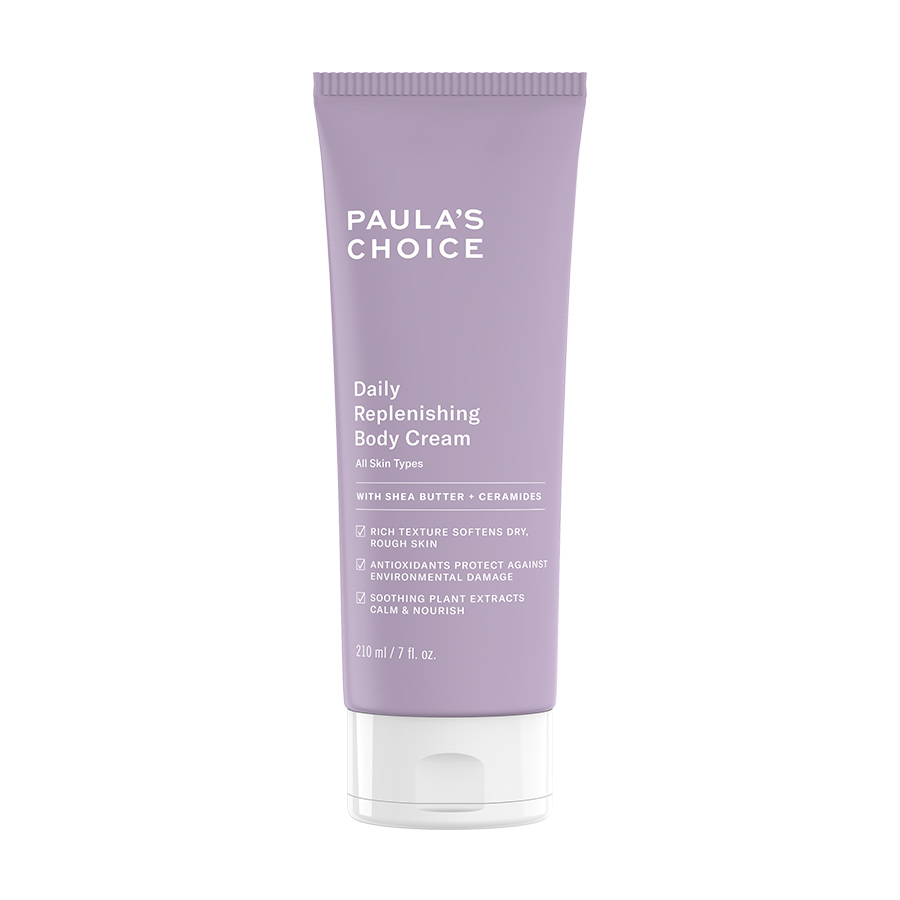 PAULA'S
CHOICE
Daily
Replenishing
Body Cream
All Skin Types
WITH SHEA BUTTER + CERAMIDES
☑ RICH TEXTURE SOFTENS DRY,
ROUGH SKIN
☑ ANTIOXIDANTS PROTECT AGAINST
ENVIRONMENTAL DAMAGE
☑ SOOTHING PLANT EXTRACTS
CALM & NOURISH
210 ml / 7 fl. oz.